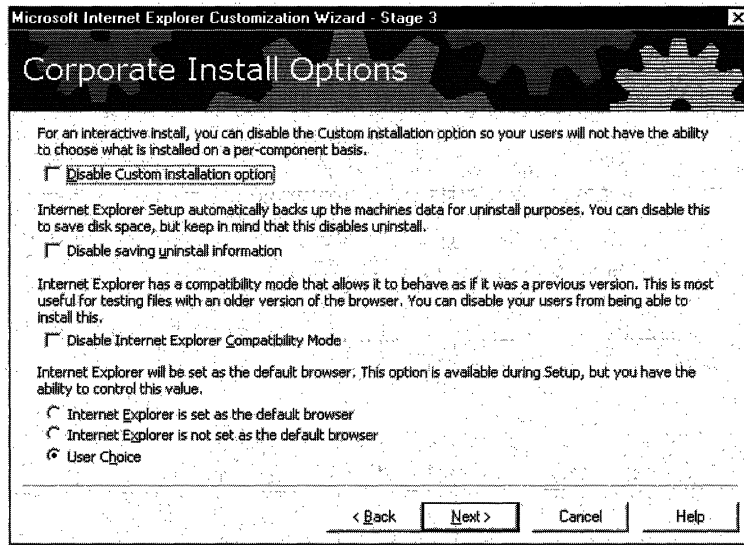 Microsoft Internet Explorer Customization Wizard - Stage 3
Corporate Install Options
For an interactive install, you can disable the Custom installation option so your users will not have the ability
to choose what is installed on a per-component basis.
Disable Custom installation option
Internet Explorer Setup automatically backs up the machines data for uninstall purposes. You can disable this
to save disk space, but keep in mind that this disables uninstall.
Disable saving uninstall information
Internet Explorer has a compatibility mode that allows it to behave as if it was a previous version. This is most
useful for testing files with an older version of the browser. You can disable your users from being able to
install this.
Disable Internet Explorer Compatibility Mode
Internet Explorer will be set as the default browser. This option is available during Setup, but you have the
ability to control this value.
Internet Explorer is set as the default browser
Internet Explorer is not set as the default browser
User Choice
< Back Next > Cancel Help